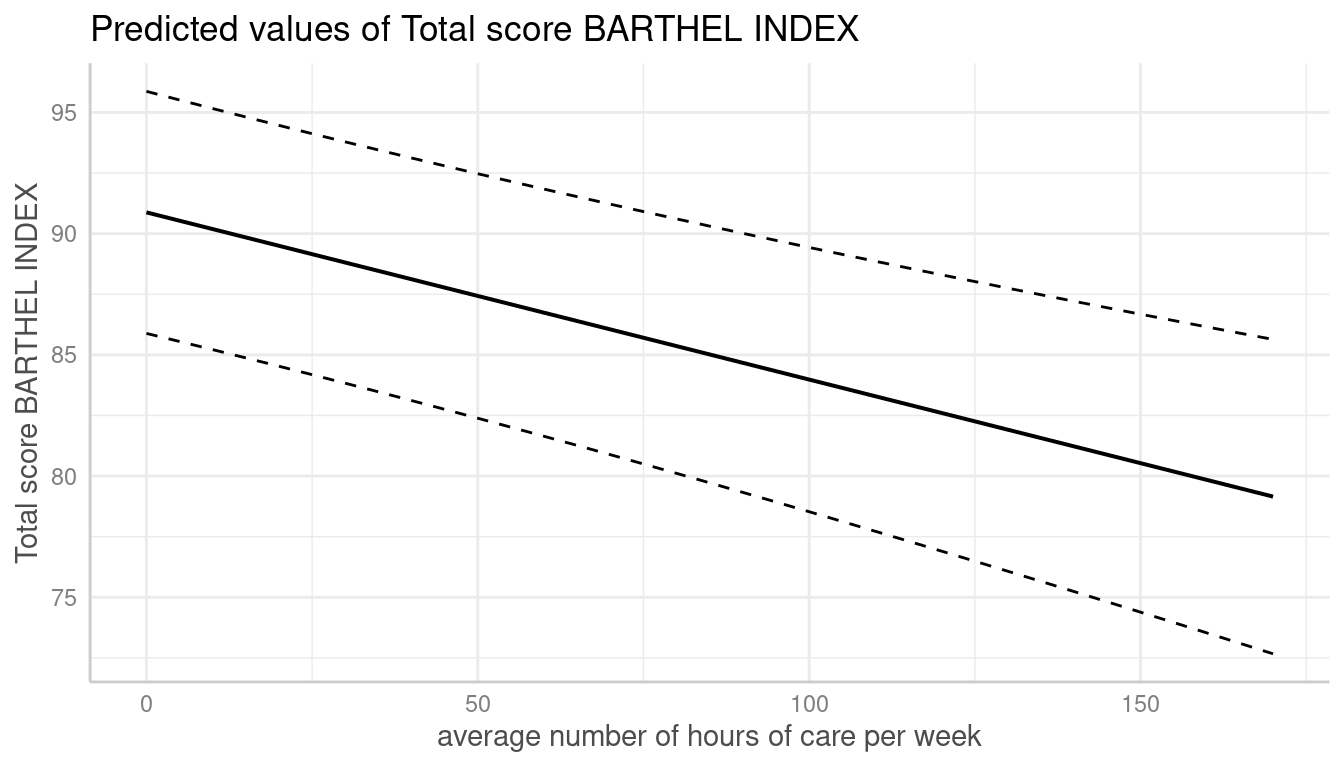 Predicted values of Total score BARTHEL INDEX
Total score BARTHEL INDEX
95
90
85
80
75
0 50 100 150
average number of hours of care per week